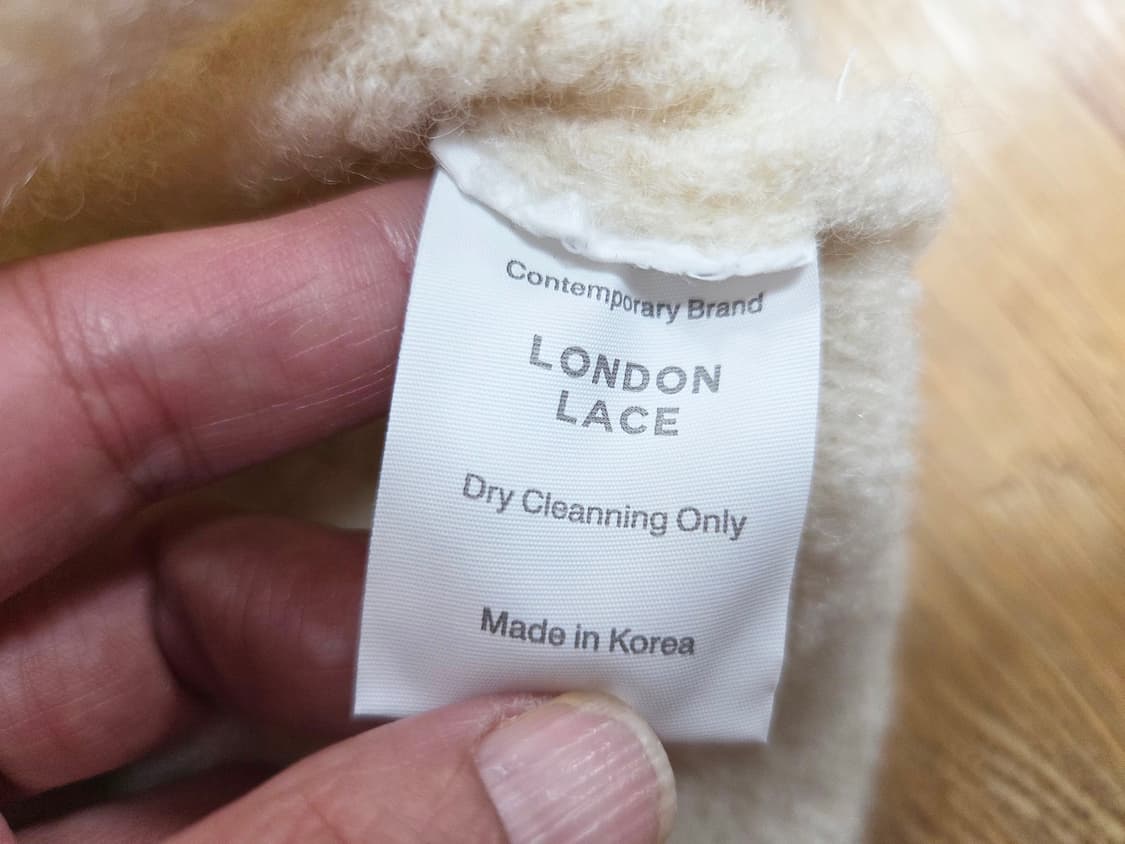 Contemporary Brand
LONDON
LACE
Dry Cleanning Only
Made in Korea